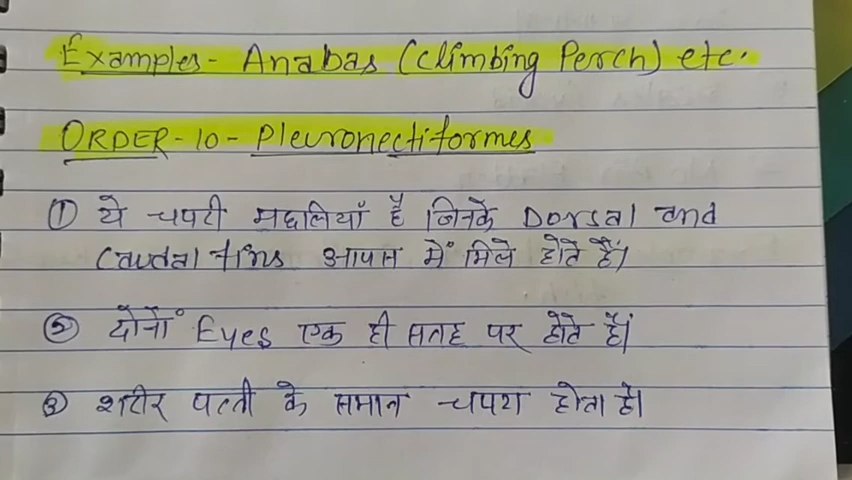 Examples - Anabas (Climbing Perch) etc.
ORDER - 10 - Pleuronectiformes
① ये चपटी मछलियाँ है जिनके Dorsal and
Caudal fins आपस में मिले होते हैं।
② दोनों Eyes एक ही सतह पर होते हैं।
③ शरीर पत्ती के समान चपटा होता है।